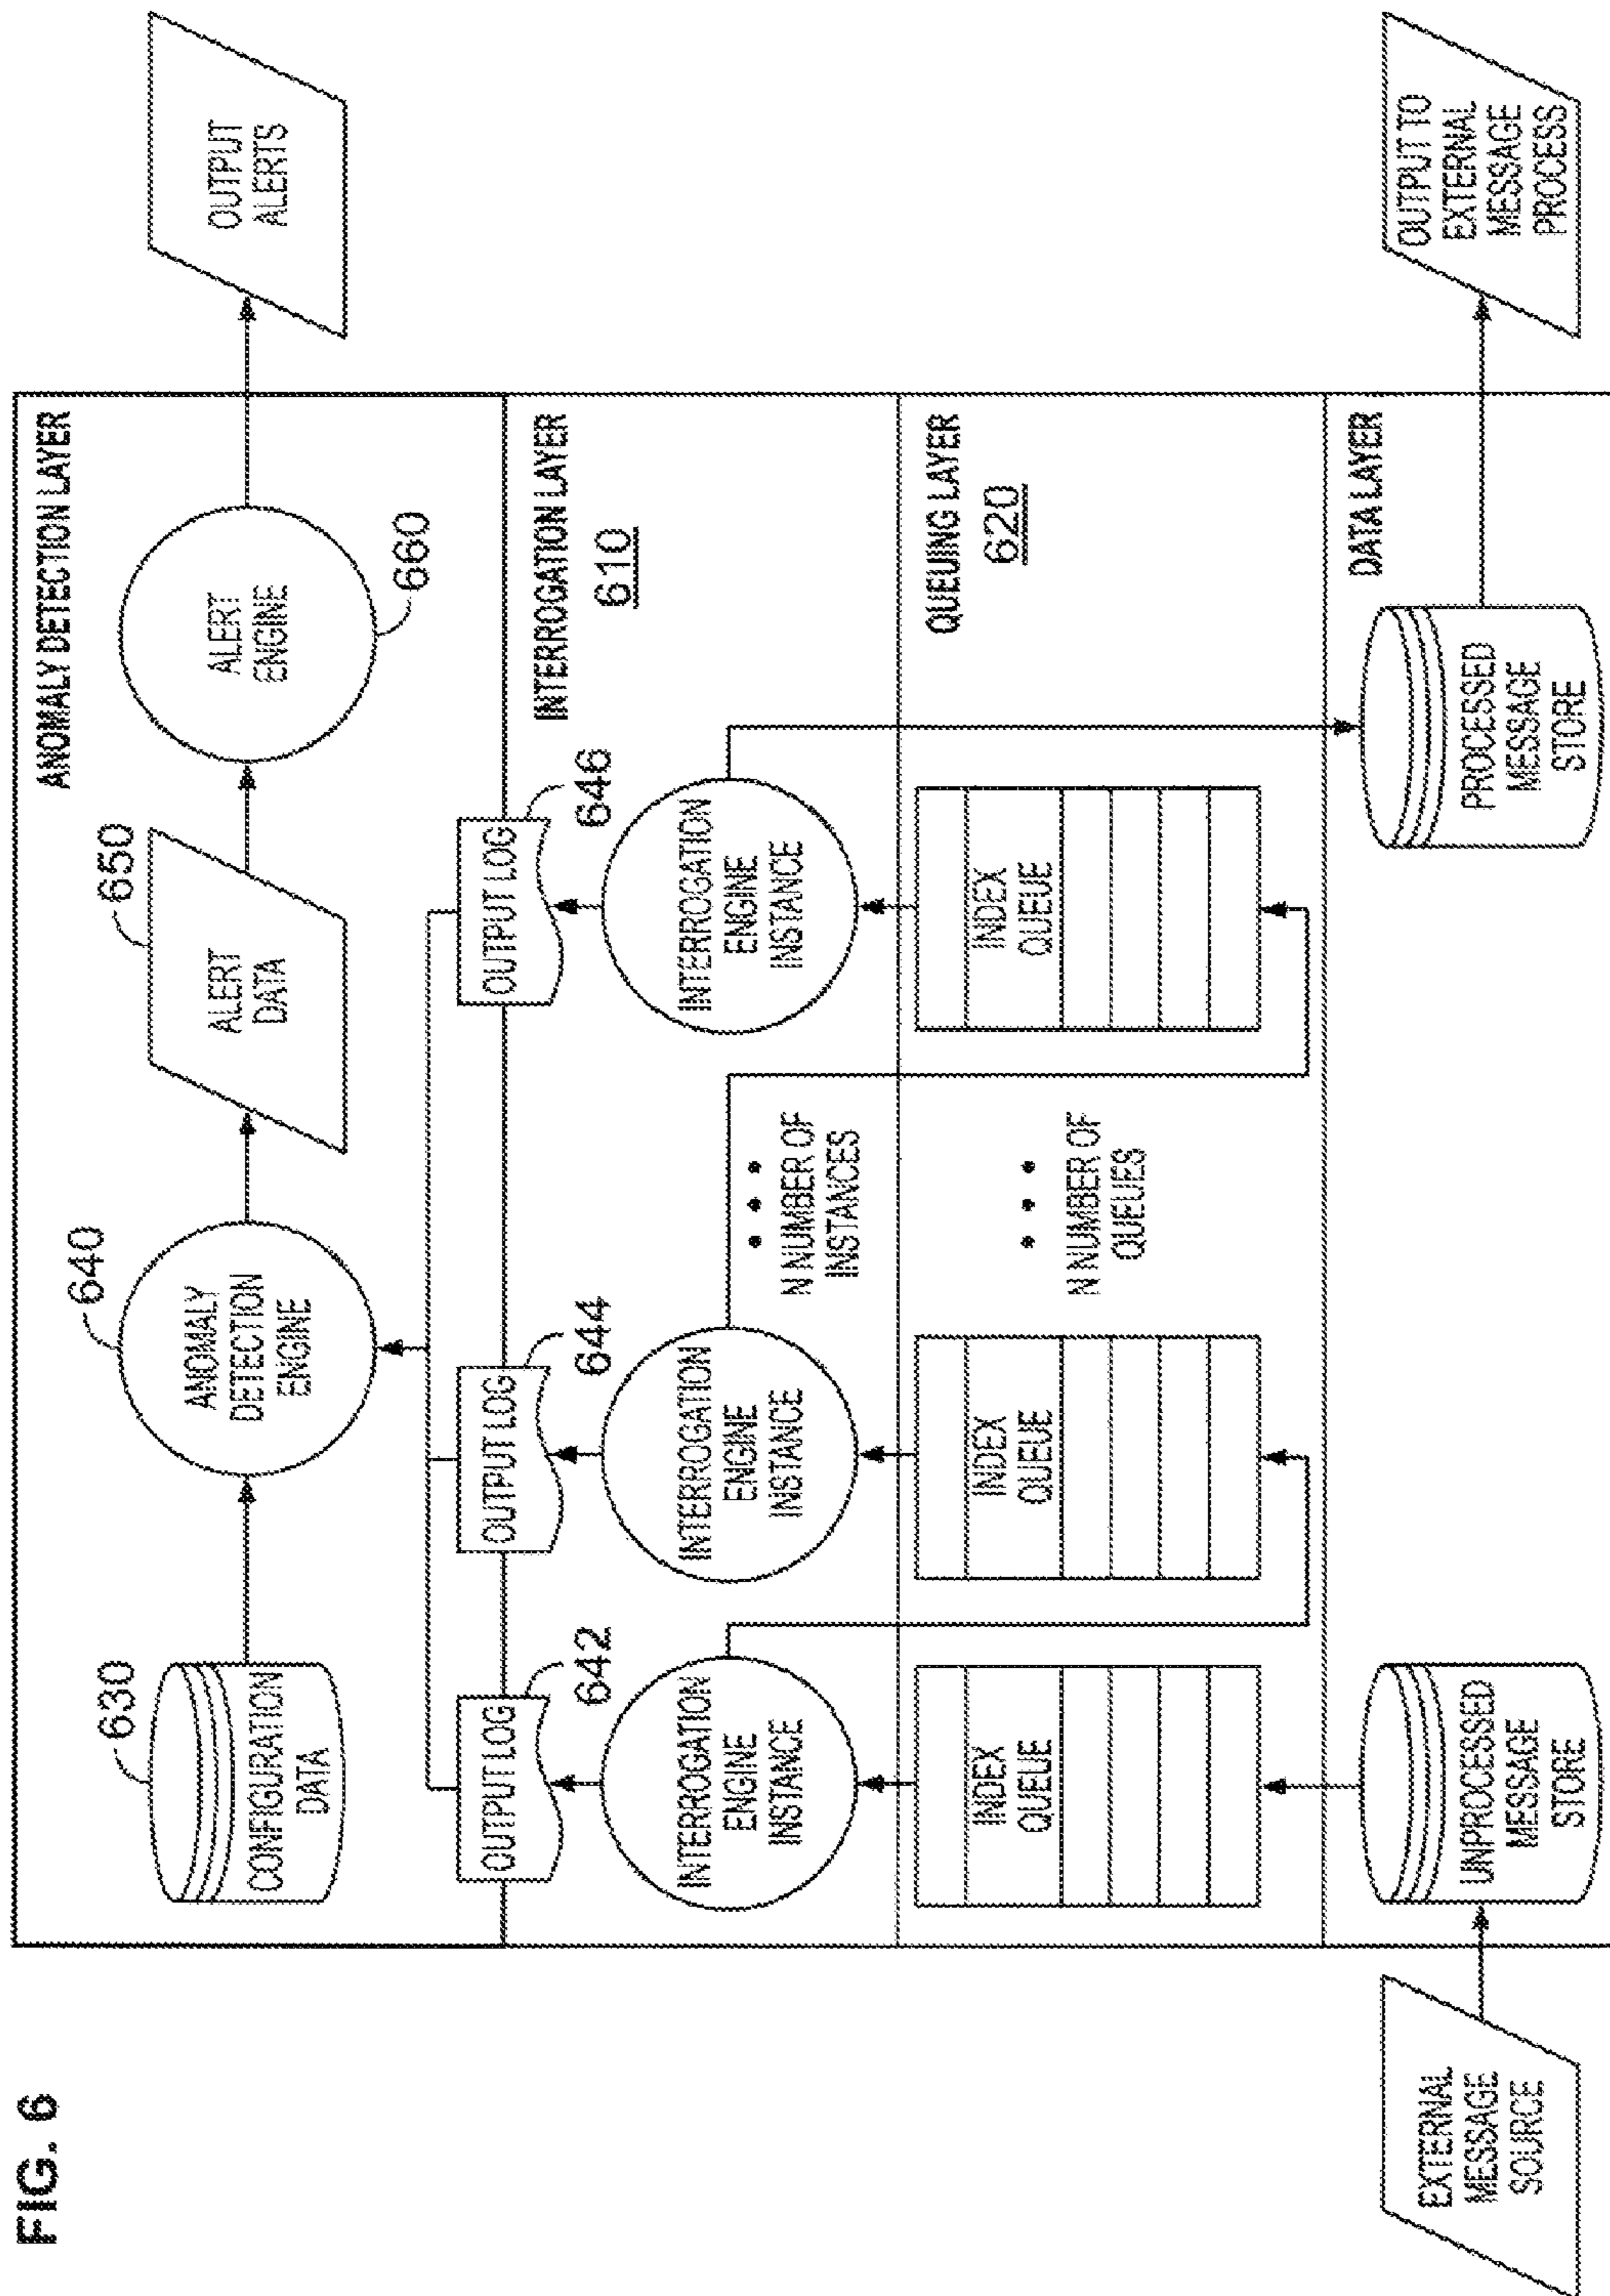 FIG. 6
ANOMALY DETECTION LAYER
630
CONFIGURATION
DATA
640
ANOMALY
DETECTION
ENGINE
650
ALERT
DATA
ALERT
ENGINE
660
OUTPUT
ALERTS
OUTPUT LOG
642
OUTPUT LOG
644
OUTPUT LOG
646
INTERROGATION LAYER
610
INTERROGATION
ENGINE
INSTANCE
INTERROGATION
ENGINE
INSTANCE
N NUMBER OF
INSTANCES
INTERROGATION
ENGINE
INSTANCE
QUEUING LAYER
620
INDEX
QUEUE
INDEX
QUEUE
N NUMBER OF
QUEUES
INDEX
QUEUE
DATA LAYER
EXTERNAL
MESSAGE
SOURCE
UNPROCESSED
MESSAGE
STORE
PROCESSED
MESSAGE
STORE
OUTPUT TO
EXTERNAL
MESSAGE
PROCESS